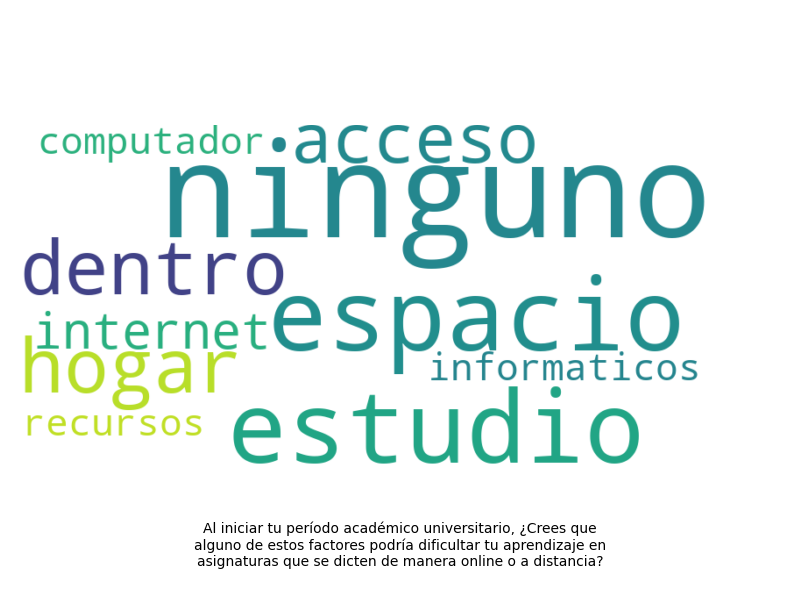 computador acceso
ninguno
dentro
espacio
internet
hogar
informaticos
recursos
estudio
Al iniciar tu período académico universitario, ¿Crees que
alguno de estos factores podría dificultar tu aprendizaje en
asignaturas que se dicten de manera online o a distancia?